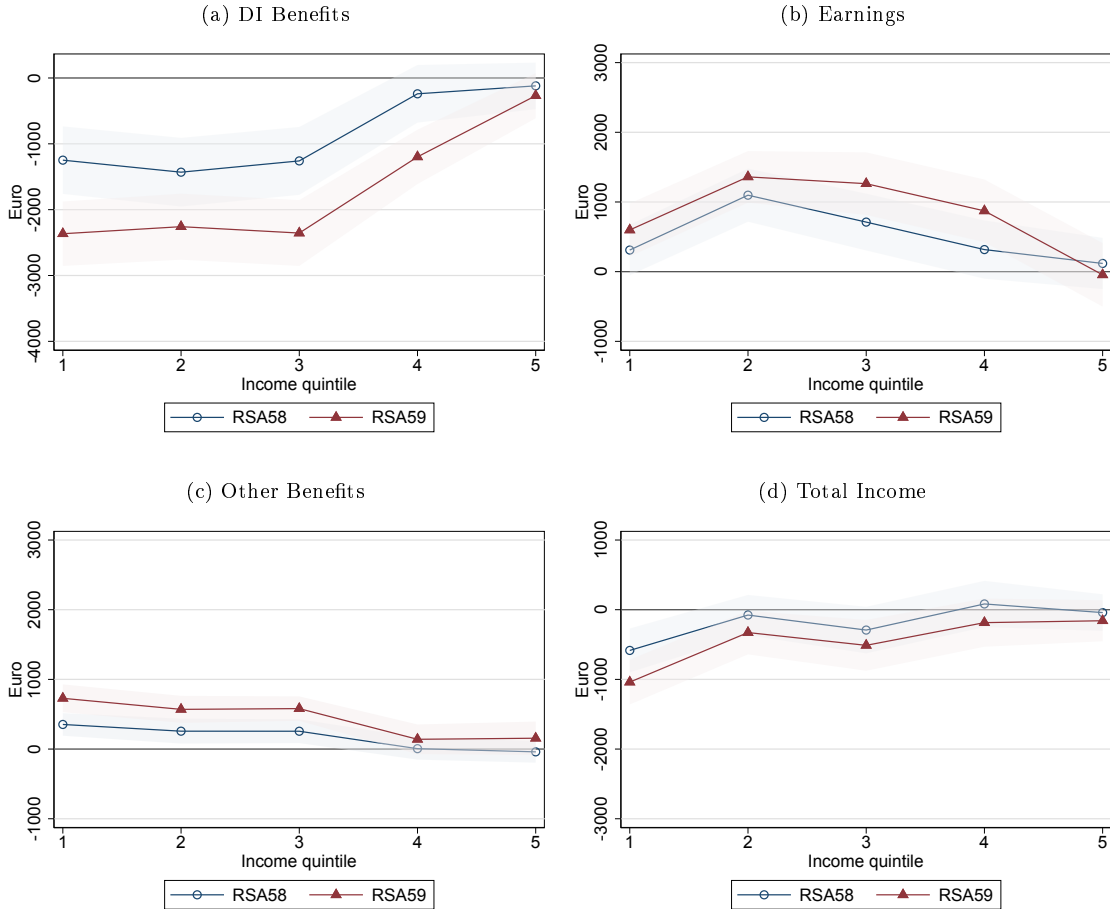 (a) DI Benefits
0
-1000
-2000
-3000
-4000
Euro
1 2 3 4 5
Income quintile
RSA58 RSA59
(b) Earnings
3000
2000
1000
0
-1000
Euro
1 2 3 4 5
Income quintile
RSA58 RSA59
(c) Other Benefits
3000
2000
1000
0
-1000
Euro
1 2 3 4 5
Income quintile
RSA58 RSA59
(d) Total Income
1000
0
-1000
-2000
-3000
Euro
1 2 3 4 5
Income quintile
RSA58 RSA59